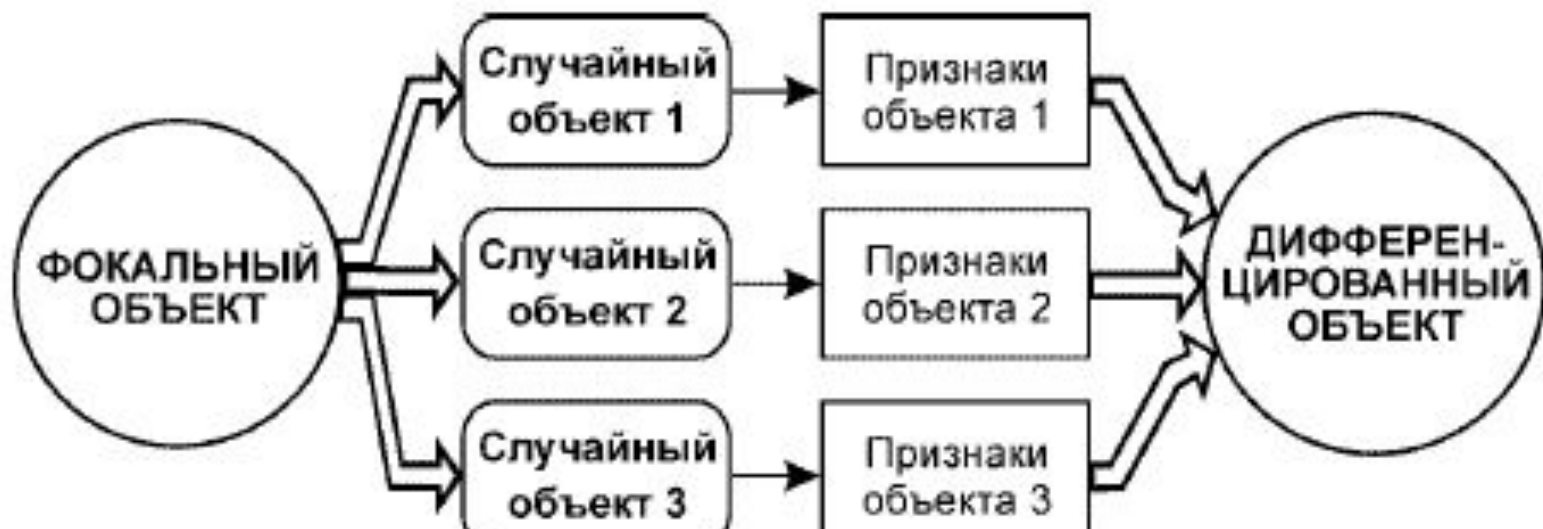 ФОКАЛЬНЫЙ
ОБЪЕКТ
Случайный
объект 1
Признаки
объекта 1
Случайный
объект 2
Признаки
объекта 2
Случайный
объект 3
Признаки
объекта 3
ДИФФЕРЕН-
ЦИРОВАННЫЙ
ОБЪЕКТ